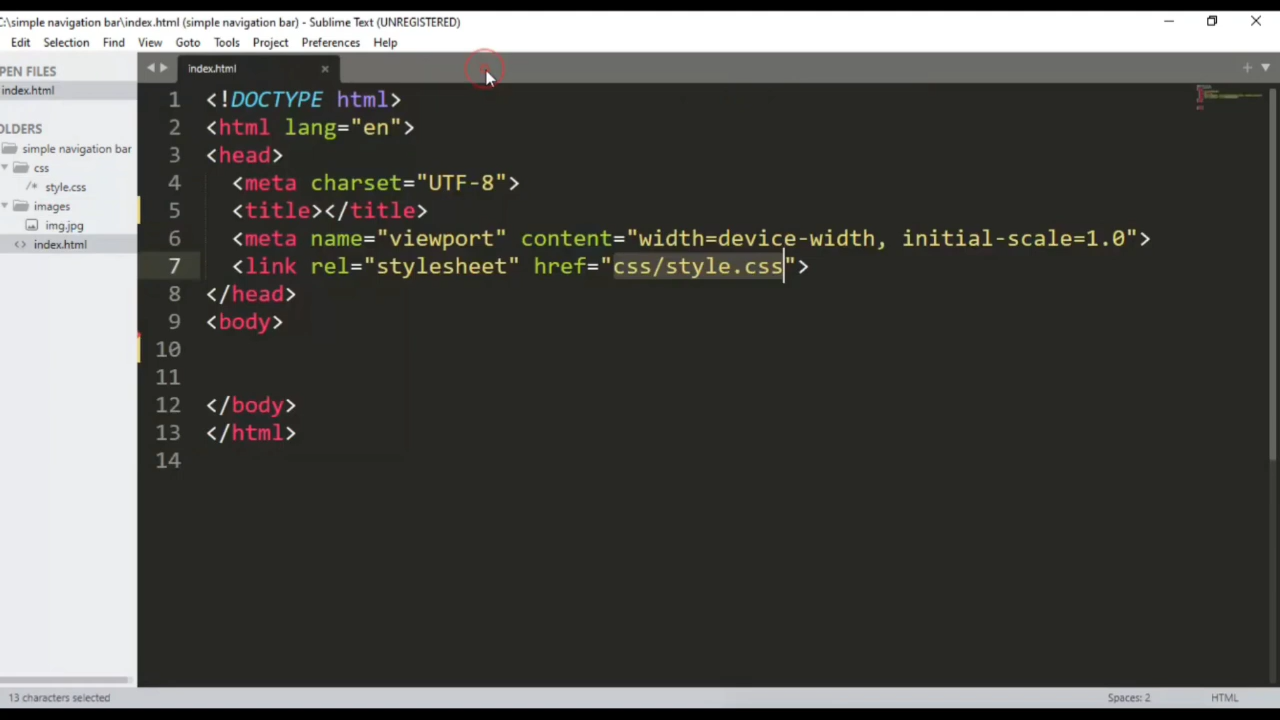 C:\simple navigation bar\index.html (simple navigation bar) - Sublime Text (UNREGISTERED)
Edit Selection Find View Goto Tools Project Preferences Help
PEN FILES
index.html
OLDERS
simple navigation bar
css
/* style.css
images
img.jpg
<> index.html
index.html ×
1 <!DOCTYPE html>
2 <html lang="en">
3 <head>
4 <meta charset="UTF-8">
5 <title></title>
6 <meta name="viewport" content="width=device-width, initial-scale=1.0">
7 <link rel="stylesheet" href="css/style.css">
8 </head>
9 <body>
10
11
12 </body>
13 </html>
14
13 characters selected
Spaces: 2
HTML